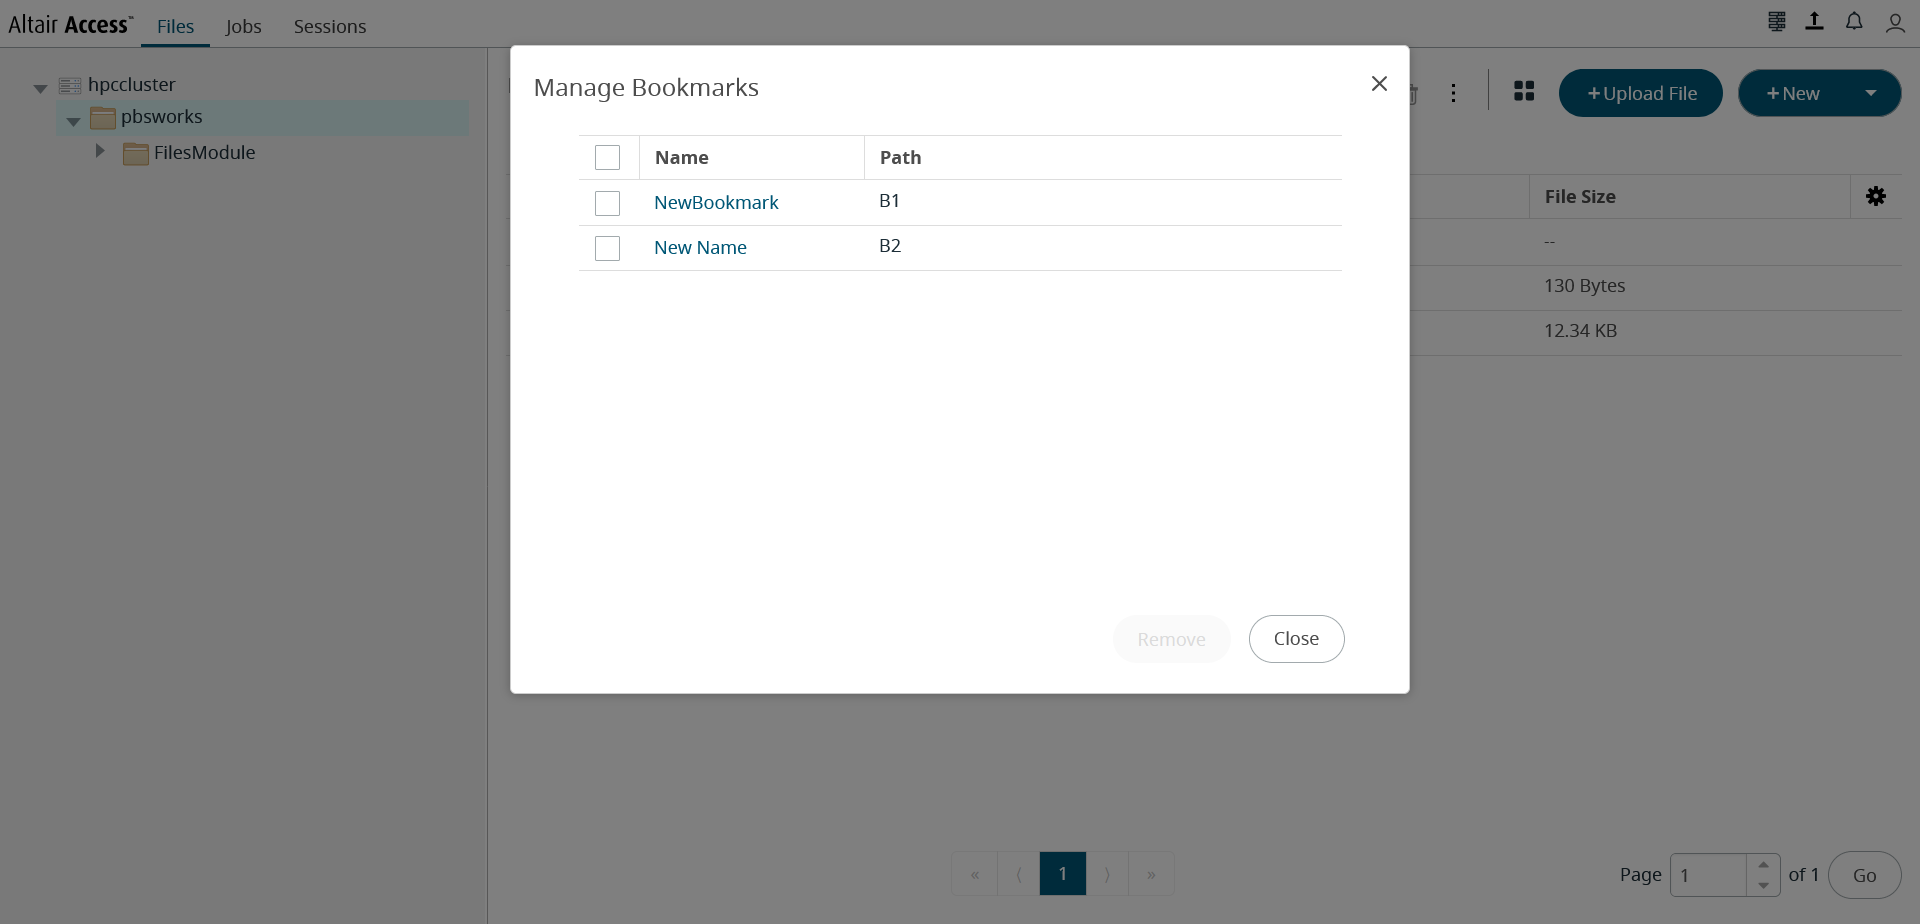 Altair Access™ Files Jobs Sessions
hpccluster
pbsworks
FilesModule
Manage Bookmarks
Name Path
NewBookmark B1
New Name B2
Remove Close
+Upload File +New
File Size
--
130 Bytes
12.34 KB
« ⟨ 1 ⟩ »
Page 1 of 1 Go